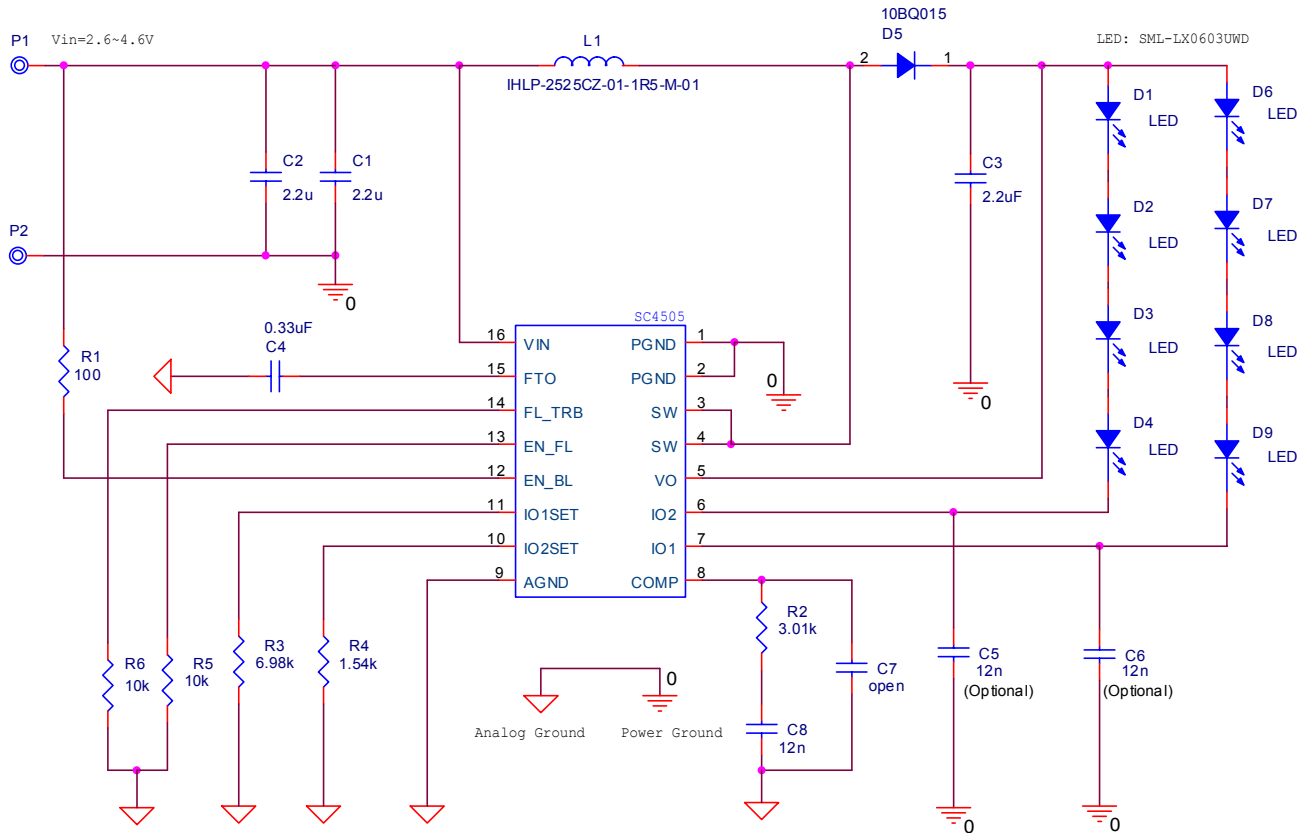 P1 Vin=2.6~4.6V
L1
IHLP-2525CZ-01-1R5-M-01
10BQ015
D5
2 1
LED: SML-LX0603UWD
D1
LED
D6
LED
C2
2.2u
C1
2.2u
C3
2.2uF
D2
LED
D7
LED
P2
0
D3
LED
D8
LED
D4
LED
D9
LED
0
R1
100
0.33uF
C4
SC4505
16 VIN PGND 1
15 FTO PGND 2
0
14 FL_TRB SW 3
13 EN_FL SW 4
12 EN_BL VO 5
11 IO1SET IO2 6
10 IO2SET IO1 7
9 AGND COMP 8
R6
10k
R5
10k
R3
6.98k
R4
1.54k
R2
3.01k
C7
open
C8
12n
C5
12n
(Optional)
C6
12n
(Optional)
0
Analog Ground Power Ground
0
0